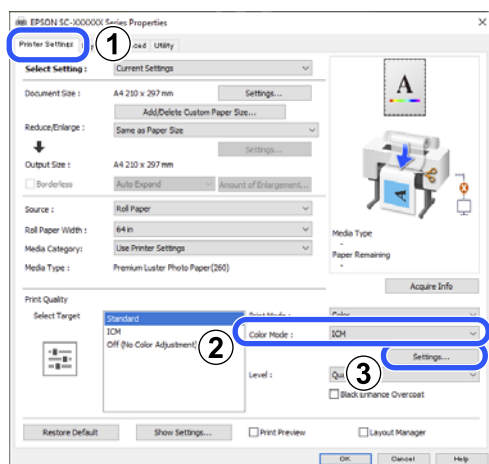 EPSON SC-XXXXXX Series Properties
Printer Settings Utility
1
Select Setting : Current Settings
Document Size : A4 210 x 297 mm Settings...
Add/Delete Custom Paper Size...
Reduce/Enlarge : Same as Paper Size
Settings...
Output Size : A4 210 x 297 mm
Borderless Auto Expand Amount of Enlargement...
Source : Roll Paper
Roll Paper Width : 64 in
Media Category: Use Printer Settings
Media Type : Premium Luster Photo Paper(260)
A
A
Media Type
-
Paper Remaining
-
Acquire Info
Print Quality
Select Target
Standard
ICM
Off (No Color Adjustment)
2
Print Mode : Color
Color Mode : ICM
Settings...
3
Level :
Black Enhance Overcoat
Restore Default Show Settings... Print Preview Layout Manager
OK Cancel Help